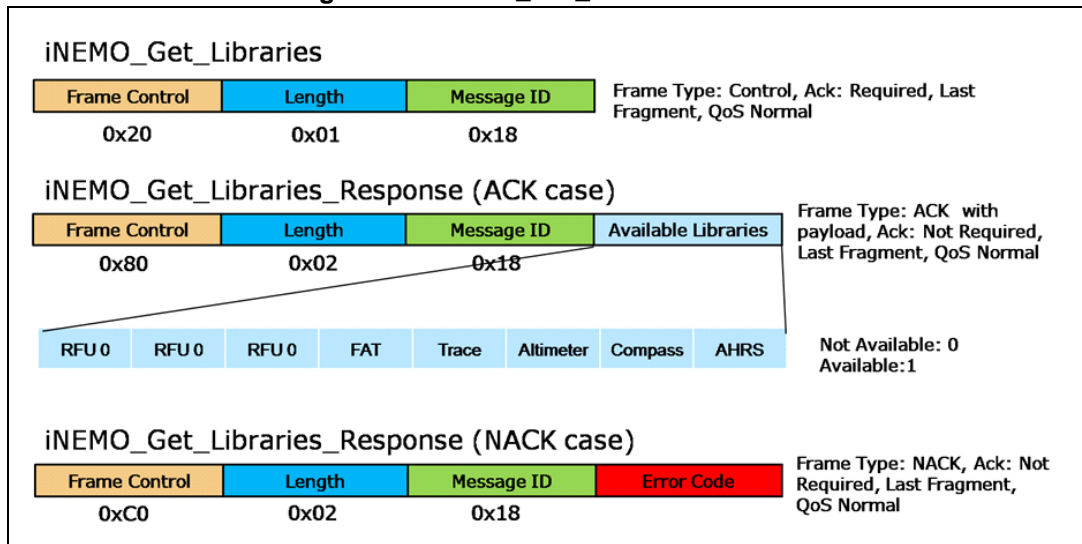 iNEMO_Get_Libraries
Frame Control Length Message ID
0x20 0x01 0x18
Frame Type: Control, Ack: Required, Last
Fragment, QoS Normal
iNEMO_Get_Libraries_Response (ACK case)
Frame Control Length Message ID Available Libraries
0x80 0x02 0x18
Frame Type: ACK with
payload, Ack: Not Required,
Last Fragment, QoS Normal
RFU 0 RFU 0 RFU 0 FAT Trace Altimeter Compass AHRS
Not Available: 0
Available:1
iNEMO_Get_Libraries_Response (NACK case)
Frame Control Length Message ID Error Code
0xC0 0x02 0x18
Frame Type: NACK, Ack: Not
Required, Last Fragment,
QoS Normal